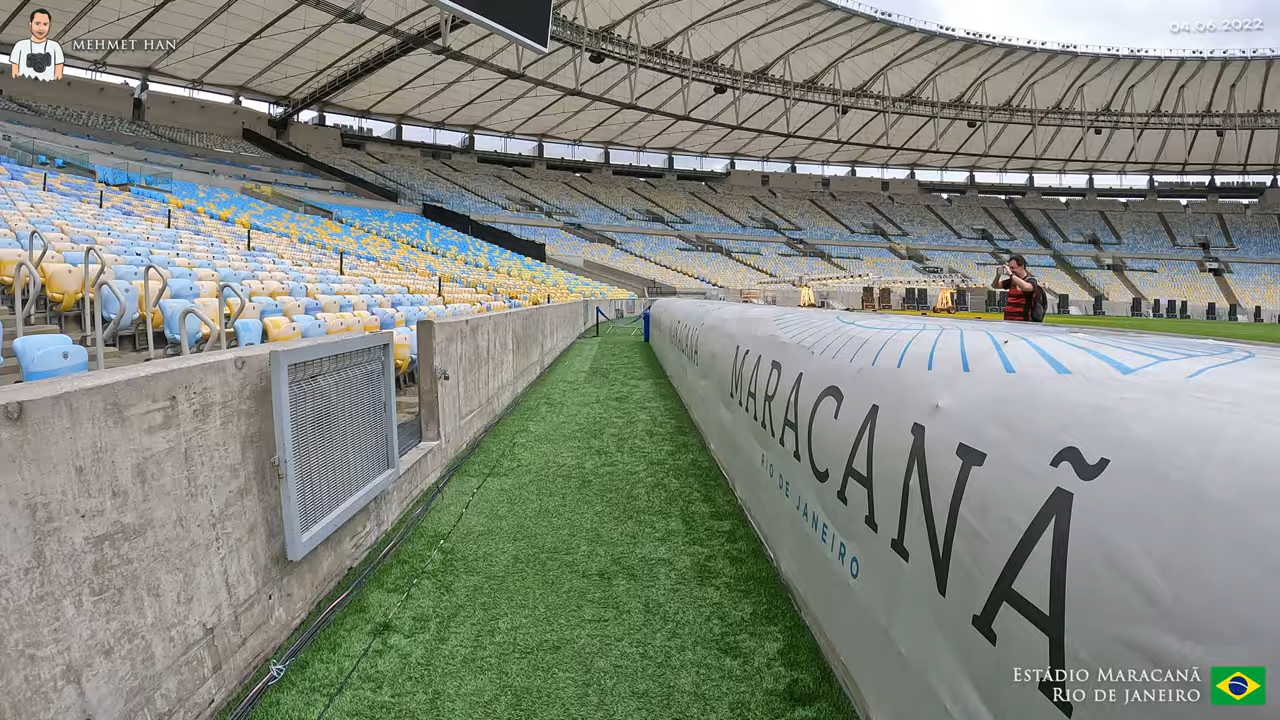 MEHMET HAN
04.06.2022
MARACANÃ
MARACANÃ
RIO DE JANEIRO
ESTÁDIO MARACANÃ
RIO DE JANEIRO